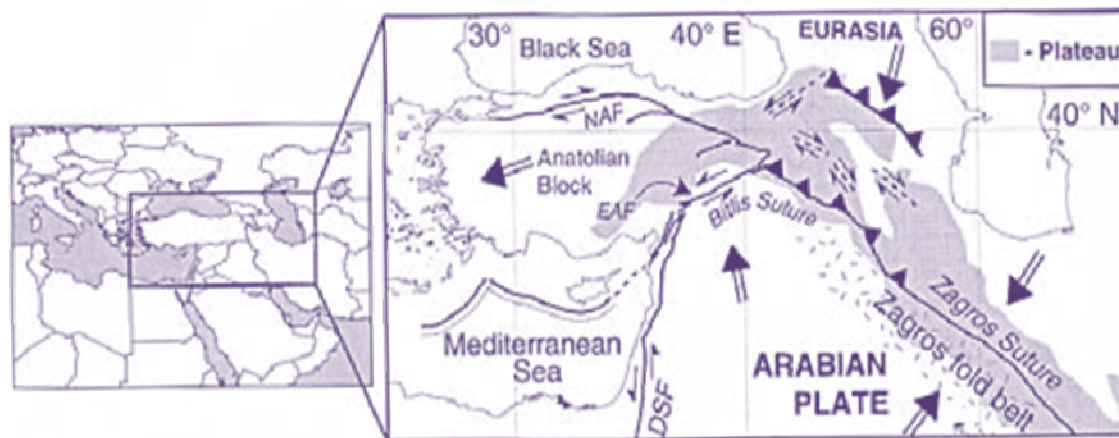 30°
40° E
EURASIA
60°
- Plateau
Black Sea
40° N
NAF
Anatolian
Block
EAF
Bitlis Suture
Zagros Suture
Zagros fold belt
Mediterranean
Sea
DSF
ARABIAN
PLATE